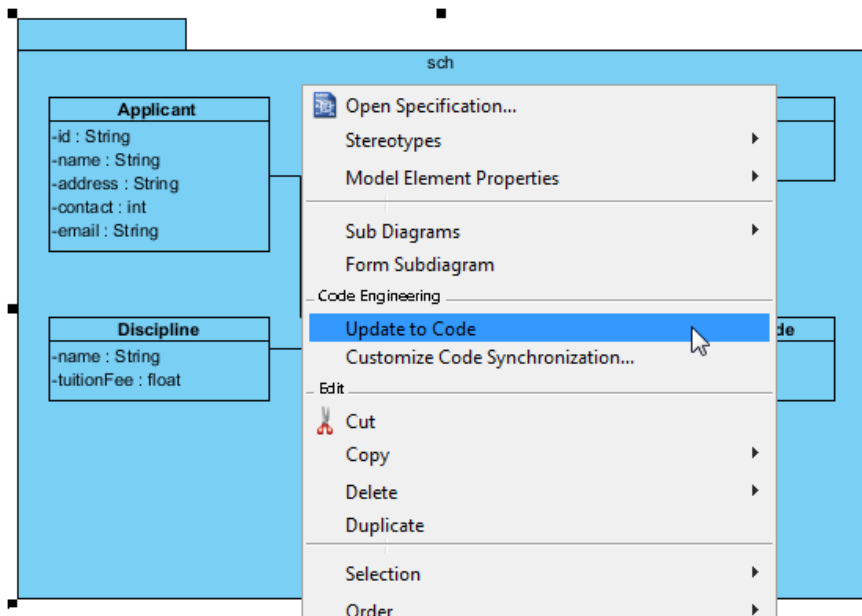 sch
Applicant
-id : String
-name : String
-address : String
-contact : int
-email : String
Discipline
-name : String
-tuitionFee : float
Open Specification...
Stereotypes
Model Element Properties
Sub Diagrams
Form Subdiagram
Code Engineering
Update to Code
Customize Code Synchronization...
Edit
Cut
Copy
Delete
Duplicate
Selection
Order